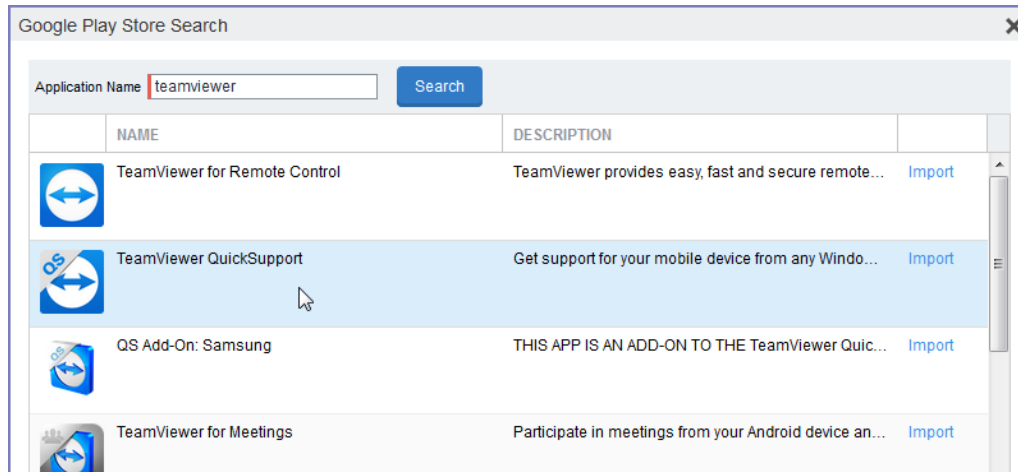 Google Play Store Search
Application Name teamviewer Search
NAME DESCRIPTION
TeamViewer for Remote Control TeamViewer provides easy, fast and secure remote... Import
QS
TeamViewer QuickSupport Get support for your mobile device from any Windo... Import
QS
QS Add-On: Samsung THIS APP IS AN ADD-ON TO THE TeamViewer Quic... Import
TeamViewer for Meetings Participate in meetings from your Android device an... Import